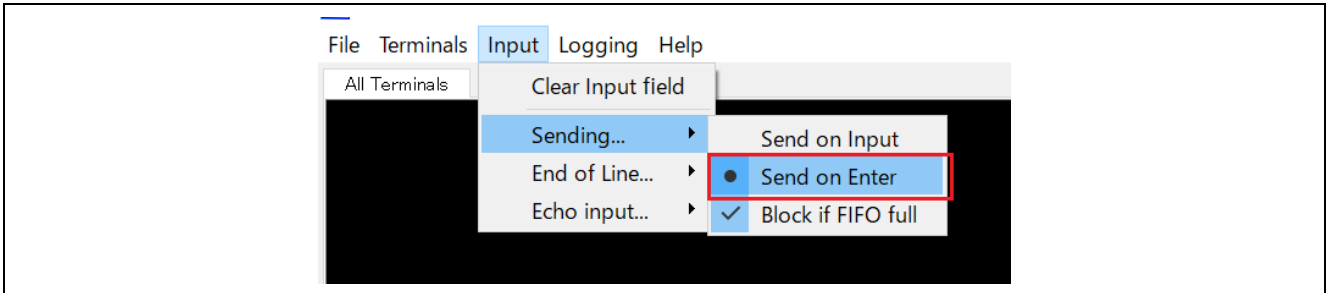 File Terminals Input Logging Help
All Terminals
Clear Input field
Sending...
End of Line...
Echo input...
Send on Input
Send on Enter
Block if FIFO full